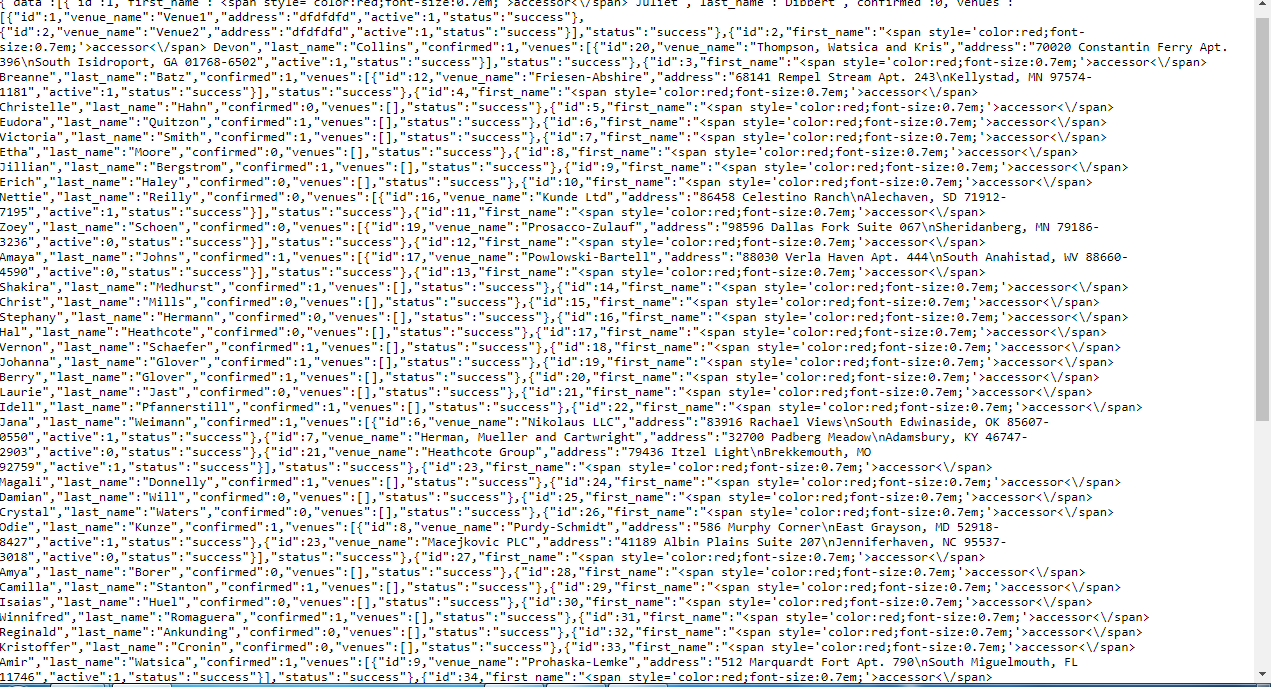 {"data":[{"id":1,"first_name":"<span style='color:red;font-size:0.7em;'>accessor<\/span> Juliet","last_name":"Dibbert","confirmed":0,"venues":
[{"id":1,"venue_name":"Venue1","address":"dfdfdfd","active":1,"status":"success"},
{"id":2,"venue_name":"Venue2","address":"dfdfdfd","active":1,"status":"success"}],"status":"success"},{"id":2,"first_name":"<span style='color:red;font-
size:0.7em;'>accessor<\/span> Devon","last_name":"Collins","confirmed":1,"venues":[{"id":20,"venue_name":"Thompson, Watsica and Kris","address":"70020 Constantin Ferry Apt.
396\nSouth Isidroport, GA 01768-6502","active":1,"status":"success"}],"status":"success"},{"id":3,"first_name":"<span style='color:red;font-size:0.7em;'>accessor<\/span>
Breanne","last_name":"Batz","confirmed":1,"venues":[{"id":12,"venue_name":"Friesen-Abshire","address":"68141 Rempel Stream Apt. 243\nKellystad, MN 97574-
1181","active":1,"status":"success"}],"status":"success"},{"id":4,"first_name":"<span style='color:red;font-size:0.7em;'>accessor<\/span>
Christelle","last_name":"Hahn","confirmed":0,"venues":[],"status":"success"},{"id":5,"first_name":"<span style='color:red;font-size:0.7em;'>accessor<\/span>
Eudora","last_name":"Quitzon","confirmed":1,"venues":[],"status":"success"},{"id":6,"first_name":"<span style='color:red;font-size:0.7em;'>accessor<\/span>
Victoria","last_name":"Smith","confirmed":1,"venues":[],"status":"success"},{"id":7,"first_name":"<span style='color:red;font-size:0.7em;'>accessor<\/span>
Etha","last_name":"Moore","confirmed":0,"venues":[],"status":"success"},{"id":8,"first_name":"<span style='color:red;font-size:0.7em;'>accessor<\/span>
Jillian","last_name":"Bergstrom","confirmed":1,"venues":[],"status":"success"},{"id":9,"first_name":"<span style='color:red;font-size:0.7em;'>accessor<\/span>
Erich","last_name":"Haley","confirmed":0,"venues":[],"status":"success"},{"id":10,"first_name":"<span style='color:red;font-size:0.7em;'>accessor<\/span>
Nettie","last_name":"Reilly","confirmed":0,"venues":[{"id":16,"venue_name":"Kunde Ltd","address":"86458 Celestino Ranch\nAlechaven, SD 71912-
7195","active":1,"status":"success"}],"status":"success"},{"id":11,"first_name":"<span style='color:red;font-size:0.7em;'>accessor<\/span>
Zoey","last_name":"Schoen","confirmed":0,"venues":[{"id":19,"venue_name":"Prosacco-Zulauf","address":"98596 Dallas Fork Suite 067\nSheridanberg, MN 79186-
3236","active":0,"status":"success"}],"status":"success"},{"id":12,"first_name":"<span style='color:red;font-size:0.7em;'>accessor<\/span>
Amaya","last_name":"Johns","confirmed":1,"venues":[{"id":17,"venue_name":"Powlowski-Bartell","address":"88030 Verla Haven Apt. 444\nSouth Anahistad, WV 88660-
4590","active":0,"status":"success"}],"status":"success"},{"id":13,"first_name":"<span style='color:red;font-size:0.7em;'>accessor<\/span>
Shakira","last_name":"Medhurst","confirmed":1,"venues":[],"status":"success"},{"id":14,"first_name":"<span style='color:red;font-size:0.7em;'>accessor<\/span>
Christ","last_name":"Mills","confirmed":0,"venues":[],"status":"success"},{"id":15,"first_name":"<span style='color:red;font-size:0.7em;'>accessor<\/span>
Stephany","last_name":"Hermann","confirmed":0,"venues":[],"status":"success"},{"id":16,"first_name":"<span style='color:red;font-size:0.7em;'>accessor<\/span>
Hal","last_name":"Heathcote","confirmed":0,"venues":[],"status":"success"},{"id":17,"first_name":"<span style='color:red;font-size:0.7em;'>accessor<\/span>
Vernon","last_name":"Schaefer","confirmed":1,"venues":[],"status":"success"},{"id":18,"first_name":"<span style='color:red;font-size:0.7em;'>accessor<\/span>
Johanna","last_name":"Glover","confirmed":1,"venues":[],"status":"success"},{"id":19,"first_name":"<span style='color:red;font-size:0.7em;'>accessor<\/span>
Berry","last_name":"Glover","confirmed":1,"venues":[],"status":"success"},{"id":20,"first_name":"<span style='color:red;font-size:0.7em;'>accessor<\/span>
Laurie","last_name":"Jast","confirmed":0,"venues":[],"status":"success"},{"id":21,"first_name":"<span style='color:red;font-size:0.7em;'>accessor<\/span>
Idell","last_name":"Pfannerstill","confirmed":1,"venues":[],"status":"success"},{"id":22,"first_name":"<span style='color:red;font-size:0.7em;'>accessor<\/span>
Jana","last_name":"Weimann","confirmed":1,"venues":[{"id":6,"venue_name":"Nikolaus LLC","address":"83916 Rachael Views\nSouth Edwinaside, OK 85607-
0550","active":1,"status":"success"},{"id":7,"venue_name":"Herman, Mueller and Cartwright","address":"32700 Padberg Meadow\nAdamsbury, KY 46747-
2903","active":0,"status":"success"},{"id":21,"venue_name":"Heathcote Group","address":"79436 Itzel Light\nBrekkemouth, MO
92759","active":1,"status":"success"}],"status":"success"},{"id":23,"first_name":"<span style='color:red;font-size:0.7em;'>accessor<\/span>
Magali","last_name":"Donnelly","confirmed":1,"venues":[],"status":"success"},{"id":24,"first_name":"<span style='color:red;font-size:0.7em;'>accessor<\/span>
Damian","last_name":"Will","confirmed":0,"venues":[],"status":"success"},{"id":25,"first_name":"<span style='color:red;font-size:0.7em;'>accessor<\/span>
Crystal","last_name":"Waters","confirmed":0,"venues":[],"status":"success"},{"id":26,"first_name":"<span style='color:red;font-size:0.7em;'>accessor<\/span>
Odie","last_name":"Kunze","confirmed":1,"venues":[{"id":8,"venue_name":"Purdy-Schmidt","address":"586 Murphy Corner\nEast Grayson, MD 52918-
8427","active":1,"status":"success"},{"id":23,"venue_name":"Macejkovic PLC","address":"41189 Albin Plains Suite 207\nJenniferhaven, NC 95537-
3018","active":0,"status":"success"}],"status":"success"},{"id":27,"first_name":"<span style='color:red;font-size:0.7em;'>accessor<\/span>
Amya","last_name":"Borer","confirmed":0,"venues":[],"status":"success"},{"id":28,"first_name":"<span style='color:red;font-size:0.7em;'>accessor<\/span>
Camilla","last_name":"Stanton","confirmed":1,"venues":[],"status":"success"},{"id":29,"first_name":"<span style='color:red;font-size:0.7em;'>accessor<\/span>
Isaias","last_name":"Huel","confirmed":0,"venues":[],"status":"success"},{"id":30,"first_name":"<span style='color:red;font-size:0.7em;'>accessor<\/span>
Winnifred","last_name":"Romaguera","confirmed":1,"venues":[],"status":"success"},{"id":31,"first_name":"<span style='color:red;font-size:0.7em;'>accessor<\/span>
Reginald","last_name":"Ankunding","confirmed":0,"venues":[],"status":"success"},{"id":32,"first_name":"<span style='color:red;font-size:0.7em;'>accessor<\/span>
Kristoffer","last_name":"Cronin","confirmed":0,"venues":[],"status":"success"},{"id":33,"first_name":"<span style='color:red;font-size:0.7em;'>accessor<\/span>
Amir","last_name":"Watsica","confirmed":1,"venues":[{"id":9,"venue_name":"Prohaska-Lemke","address":"512 Marquardt Fort Apt. 790\nSouth Miguelmouth, FL
11746","active":1,"status":"success"}],"status":"success"},{"id":34,"first_name":"<span style='color:red;font-size:0.7em;'>accessor<\/span>